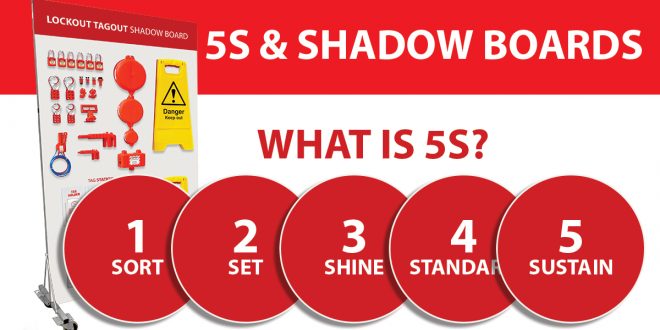 LOCKOUT TAGOUT SHADOW BOARD
5S & SHADOW BOARDS
Danger
Keep out
WHAT IS 5S?
1
SORT
2
SET
3
SHINE
4
STANDAR
5
SUSTAIN